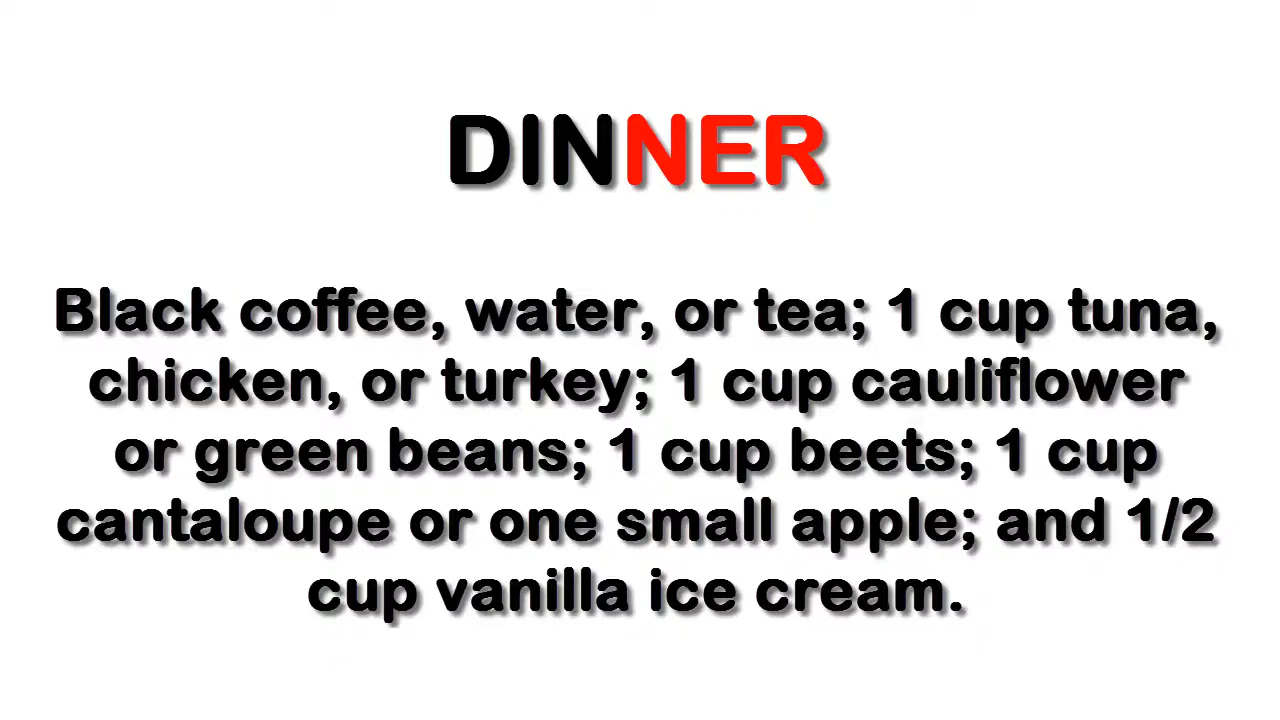 DINNER
Black coffee, water, or tea; 1 cup tuna,
chicken, or turkey; 1 cup cauliflower
or green beans; 1 cup beets; 1 cup
cantaloupe or one small apple; and 1/2
cup vanilla ice cream.